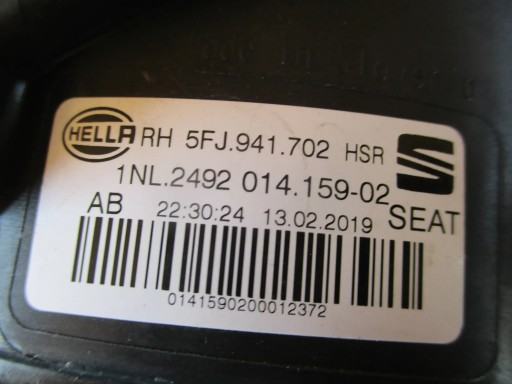 HELLA RH 5FJ.941.702 HSR
1NL.2492 014.159-02
AB 22:30:24 13.02.2019 SEAT
0141590200012372